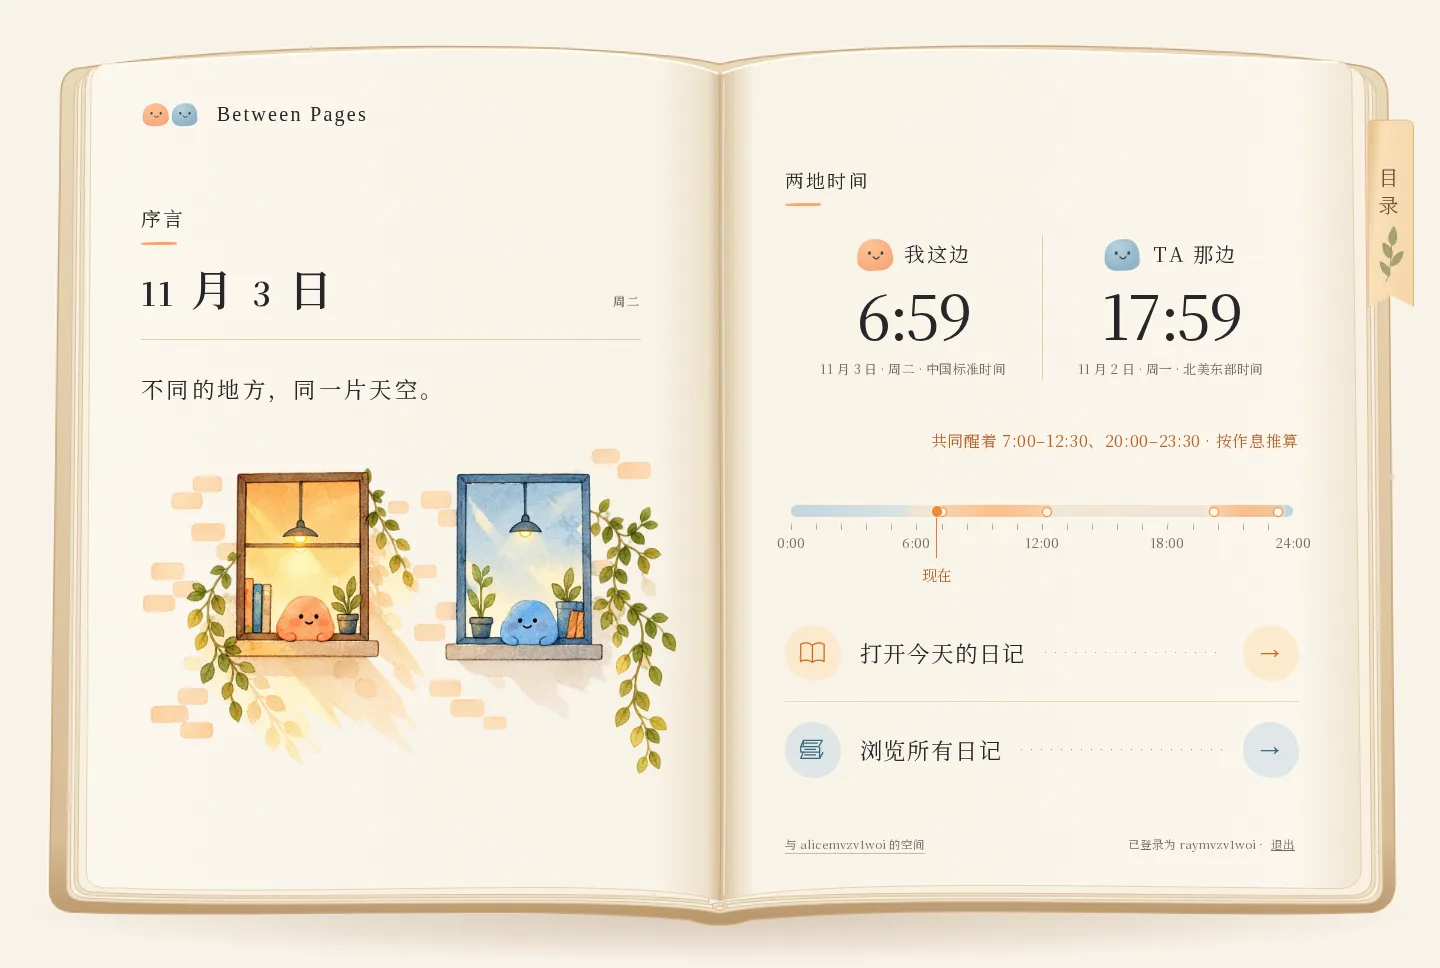 Between Pages
序言
11 月 3 日
周二
不同的地方，同一片天空。
两地时间
我这边
6:59
11 月 3 日 · 周二 · 中国标准时间
TA 那边
17:59
11 月 2 日 · 周一 · 北美东部时间
共同醒着 7:00–12:30、20:00–23:30 · 按作息推算
0:00 6:00 12:00 18:00 24:00
现在
打开今天的日记
浏览所有日记
与 alicemvzv1woi 的空间
已登录为 raymvzv1woi · 退出
目录